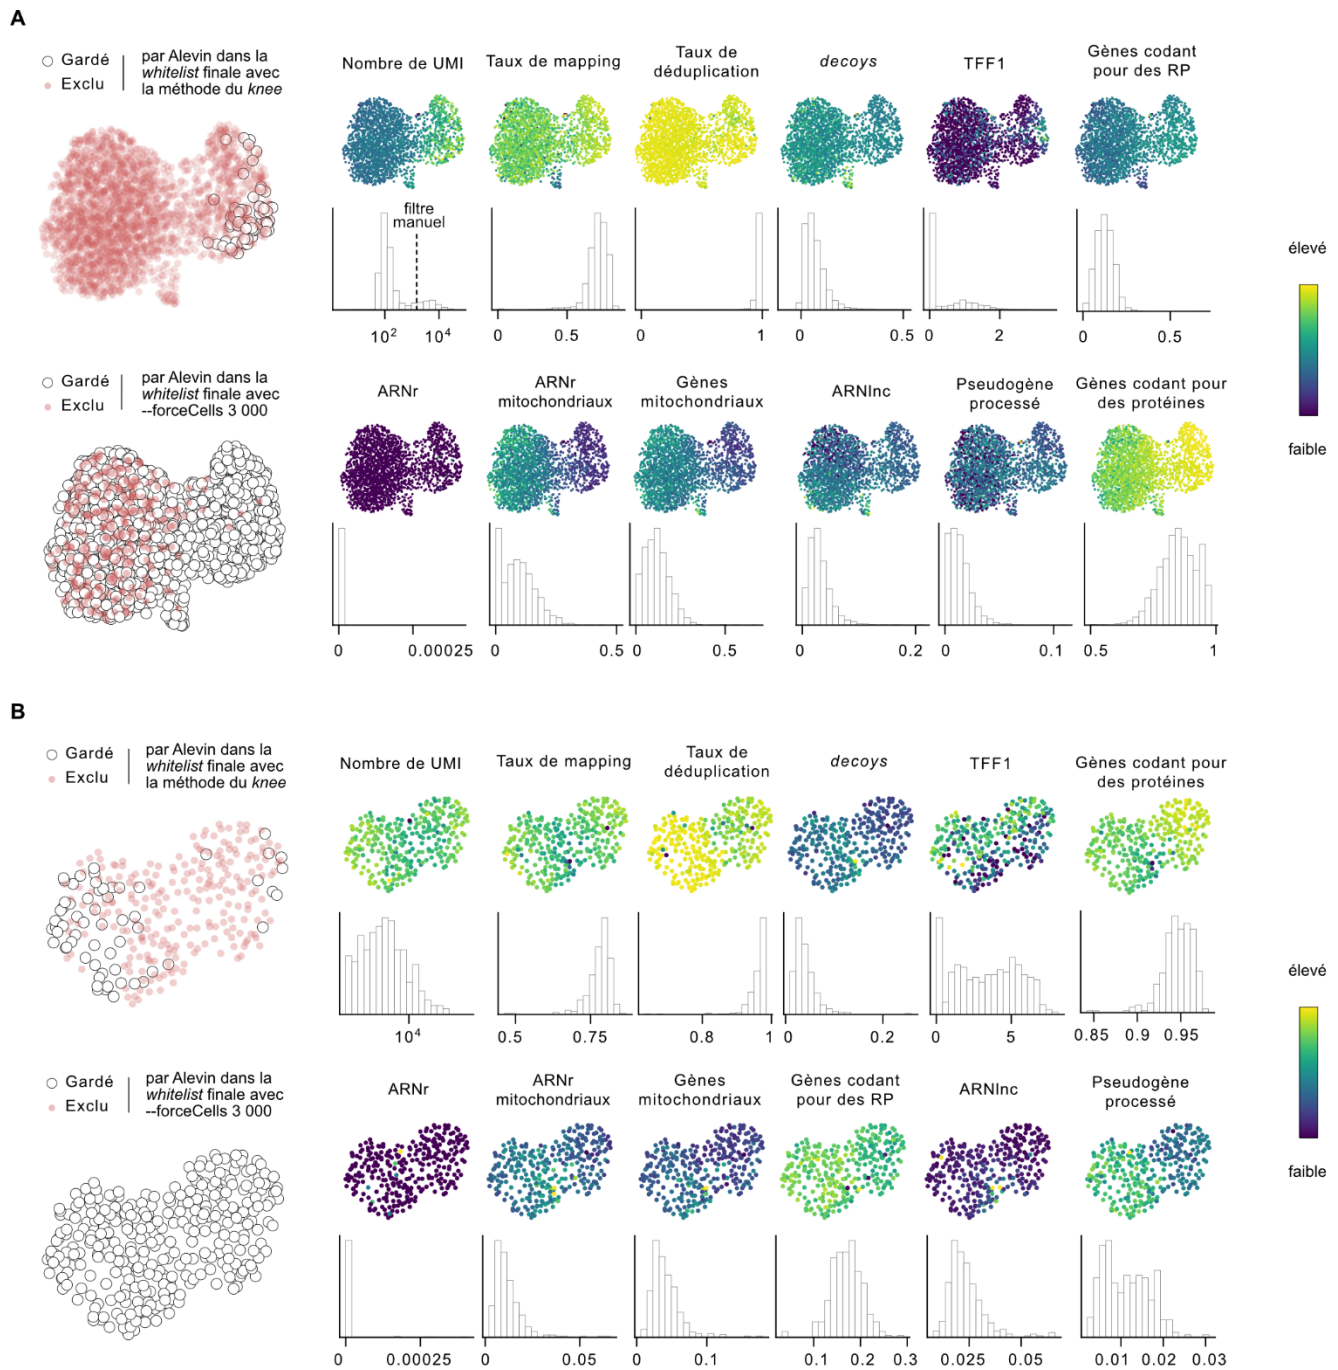 A
Gardé
Exclu
par Alevin dans la
whitelist finale avec
la méthode du knee
Nombre de UMI
Taux de mapping
Taux de
déduplication
decoys
TFF1
Gènes codant
pour des RP
filtre
manuel
10²
10⁴
0
0.5
0
1
0
0.5
0
2
0
0.5
élevé
faible
Gardé
Exclu
par Alevin dans la
whitelist finale avec
--forceCells 3 000
ARNr
ARNr
mitochondriaux
Gènes
mitochondriaux
ARNlnc
Pseudogène
processé
Gènes codant pour
des protéines
0
0.00025
0
0.5
0
0.5
0
0.2
0
0.1
0.5
1
B
Gardé
Exclu
par Alevin dans la
whitelist finale avec
la méthode du knee
Nombre de UMI
Taux de mapping
Taux de
déduplication
decoys
TFF1
Gènes codant pour
des protéines
10⁴
0.5
0.75
0.8
1
0
0.2
0
5
0.85
0.9
0.95
élevé
faible
Gardé
Exclu
par Alevin dans la
whitelist finale avec
--forceCells 3 000
ARNr
ARNr
mitochondriaux
Gènes
mitochondriaux
Gènes codant
pour des RP
ARNlnc
Pseudogène
processé
0
0.00025
0
0.05
0
0.1
0
0.1
0.2
0.3
0.025
0.05
0.01
0.02
0.03